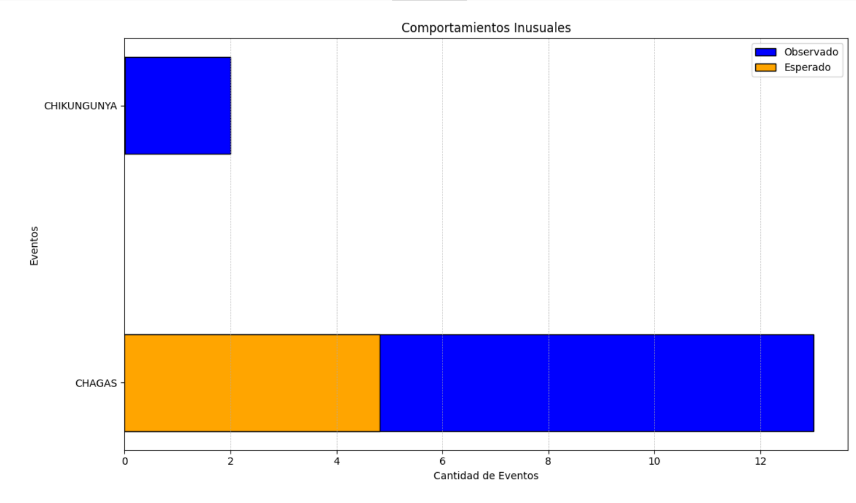 Comportamientos Inusuales
Observado
Esperado
CHIKUNGUNYA
Eventos
CHAGAS
0 2 4 6 8 10 12
Cantidad de Eventos